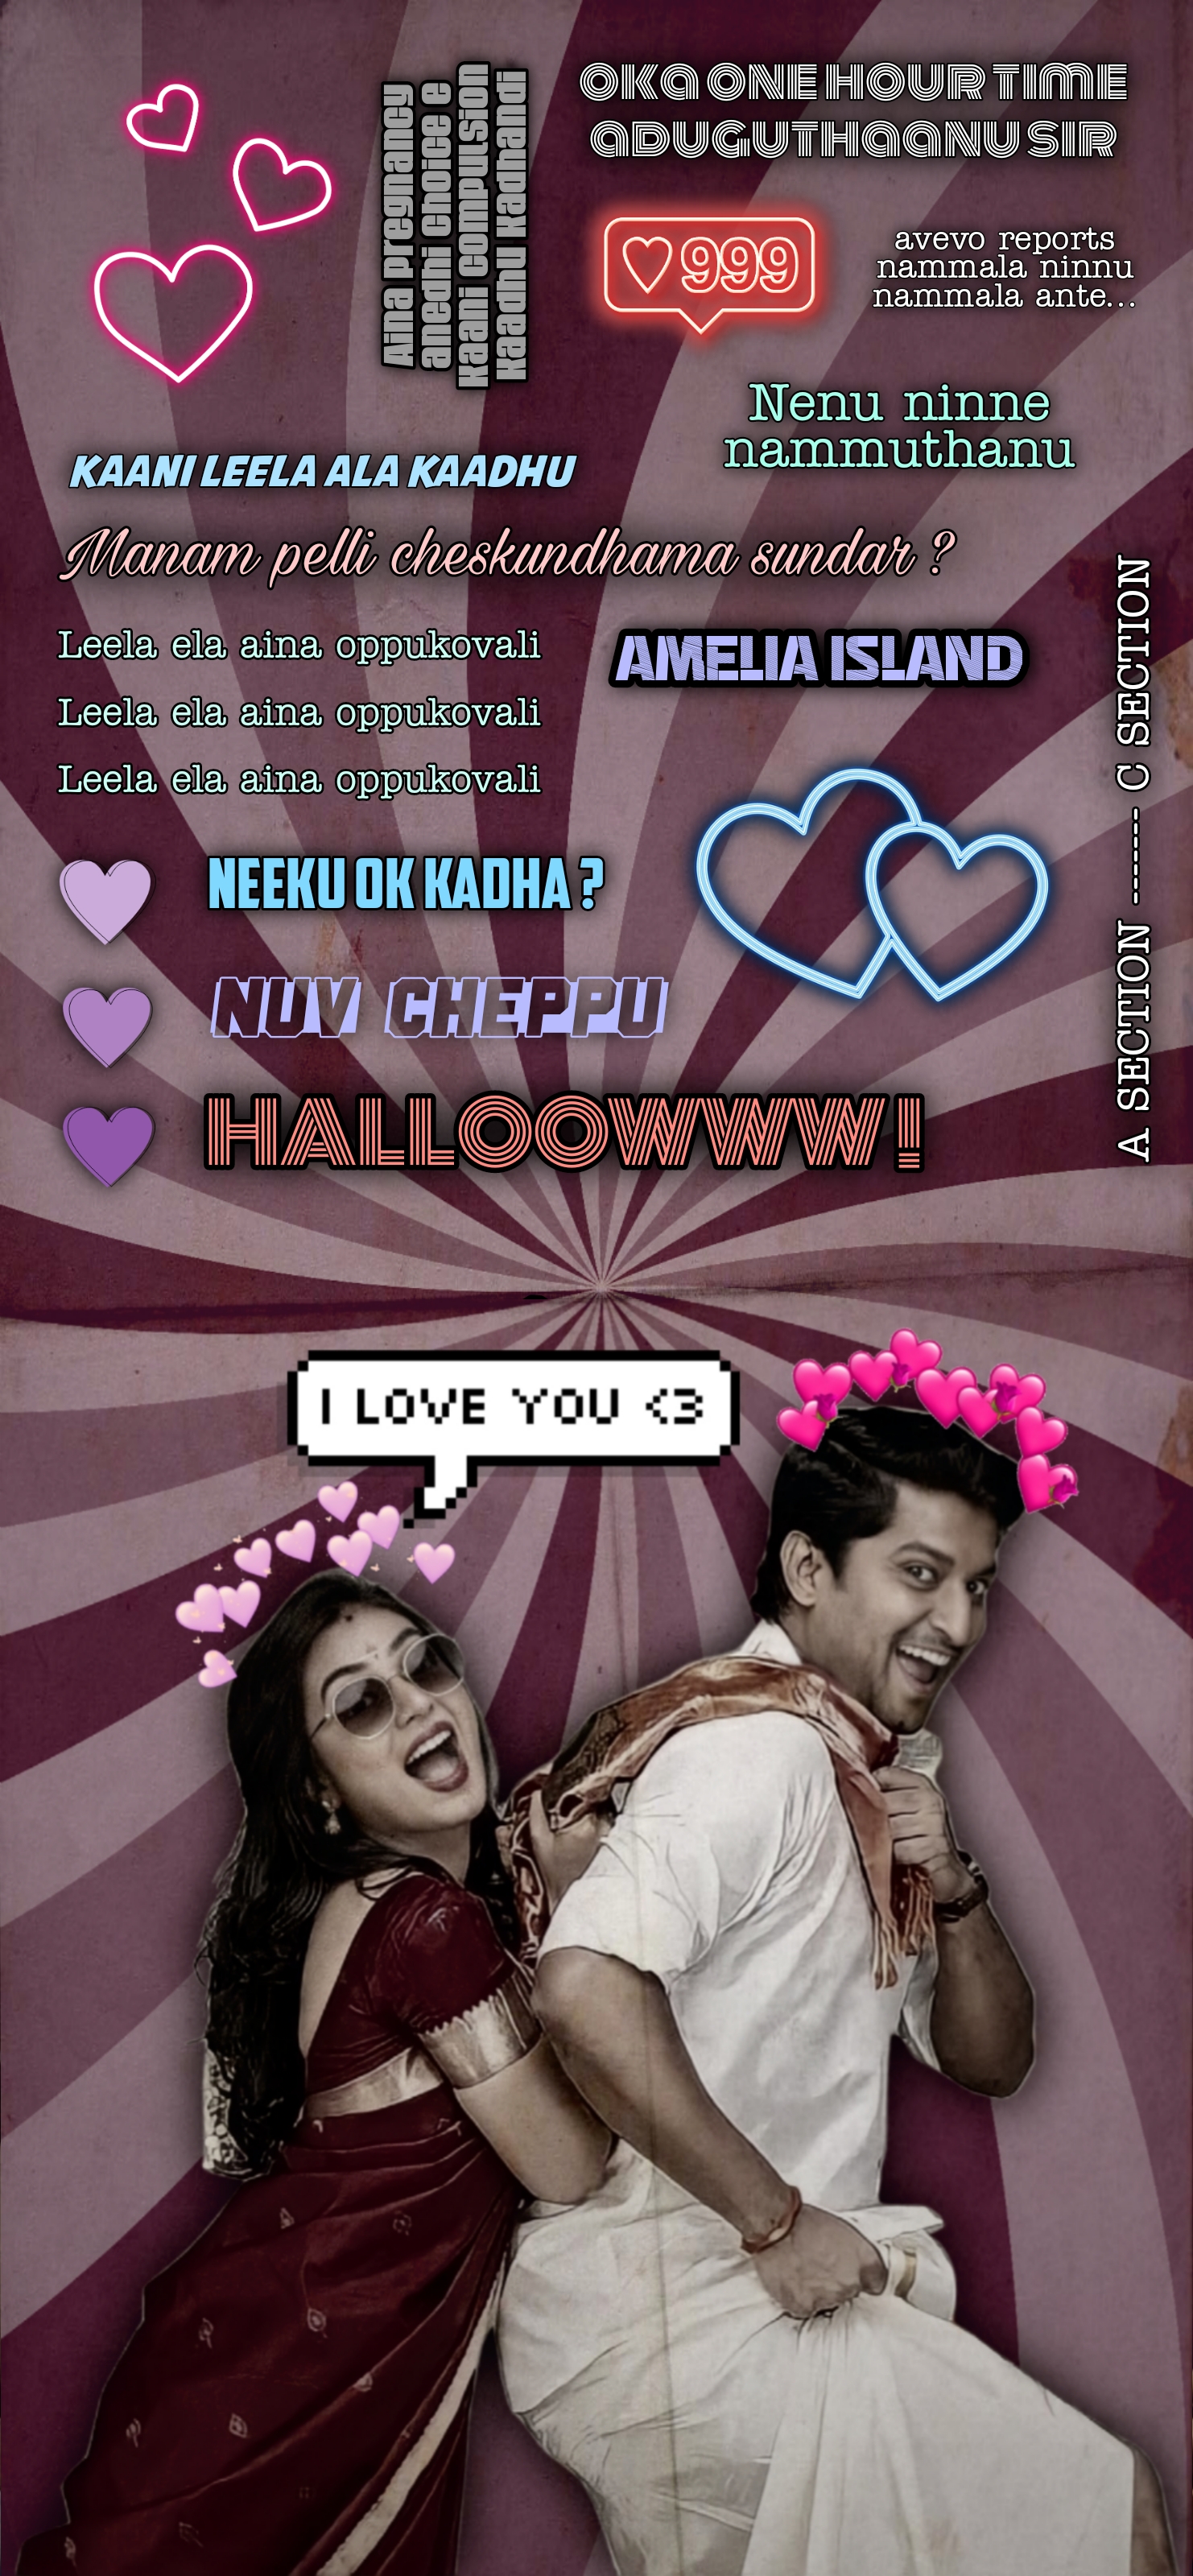 Aina pregnancy
anedhi choice e
kaani compulsion
kaadhu kadhandi
OKA ONE HOUR TIME
ADUGUTHAANU SIR
999
avevo reports
nammala ninnu
nammala ante...
Nenu ninne
nammuthanu
KAANI LEELA ALA KAADHU
Manam pelli cheskundhama sundar ?
Leela ela aina oppukovali
AMELIA ISLAND
Leela ela aina oppukovali
Leela ela aina oppukovali
A SECTION ------- C SECTION
NEEKU OK KADHA ?
NUV CHEPPU
HALLOOWWW !
I LOVE YOU <3